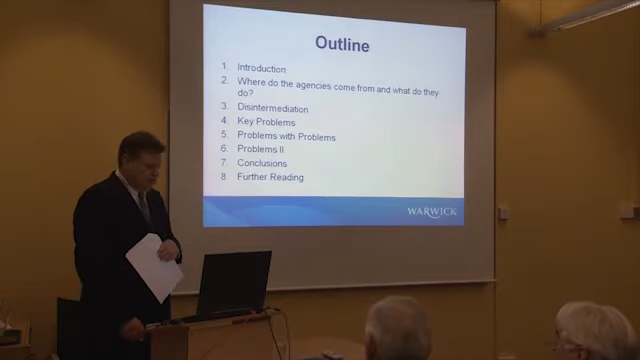 Outline
1. Introduction
2. Where do the agencies come from and what do they
do?
3. Disintermediation
4. Key Problems
5. Problems with Problems
6. Problems II
7. Conclusions
8. Further Reading
WARWICK